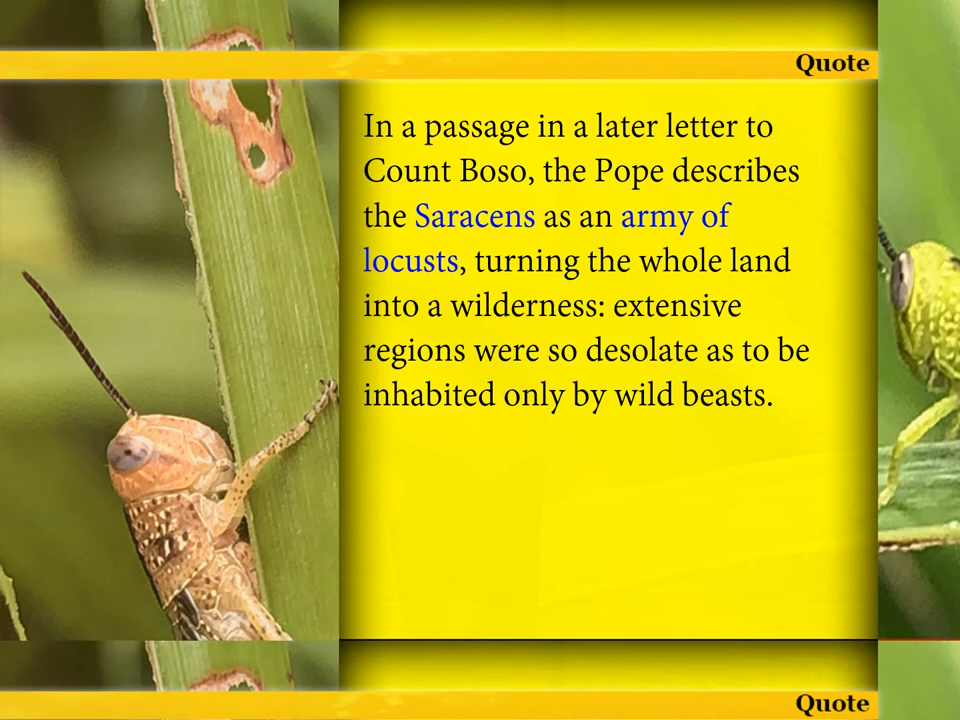 Quote
In a passage in a later letter to
Count Boso, the Pope describes
the Saracens as an army of
locusts, turning the whole land
into a wilderness: extensive
regions were so desolate as to be
inhabited only by wild beasts.
Quote